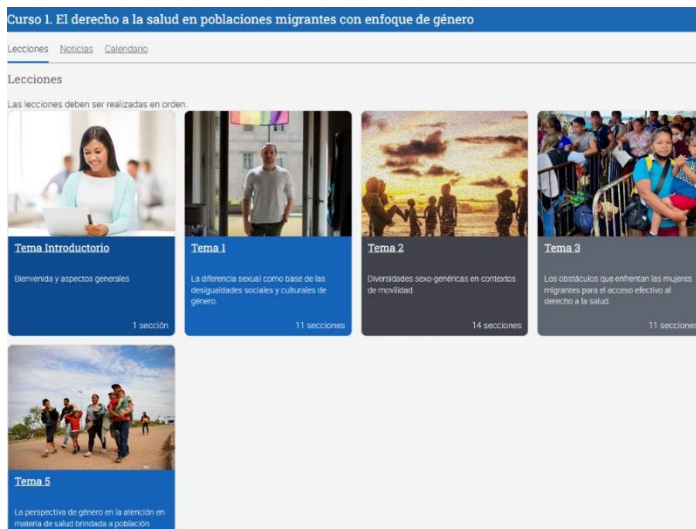 Curso 1. El derecho a la salud en poblaciones migrantes con enfoque de género
Lecciones Noticias Calendario
Lecciones
Las lecciones deben ser realizadas en orden.
Tema Introductorio
Bienvenida y aspectos generales
1 sección
Tema 1
La diferencia sexual como base de las
desigualdades sociales y culturales de
género.
11 secciones
Tema 2
Diversidades sexo-genéricas en contextos
de movilidad.
14 secciones
Tema 3
Los obstáculos que enfrentan las mujeres
migrantes para el acceso efectivo al
derecho a la salud.
11 secciones
Tema 5
La perspectiva de género en la atención en
materia de salud brindada a población